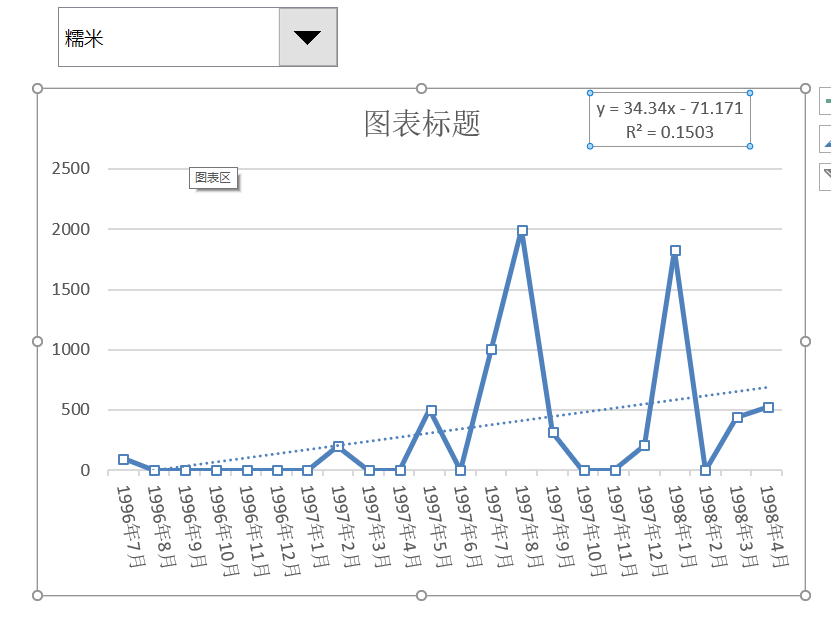 糯米
图表标题
y = 34.34x - 71.171
R² = 0.1503
图表区
2500
2000
1500
1000
500
0
1996年7月
1996年8月
1996年9月
1996年10月
1996年11月
1996年12月
1997年1月
1997年2月
1997年3月
1997年4月
1997年5月
1997年6月
1997年7月
1997年8月
1997年9月
1997年10月
1997年11月
1997年12月
1998年1月
1998年2月
1998年3月
1998年4月